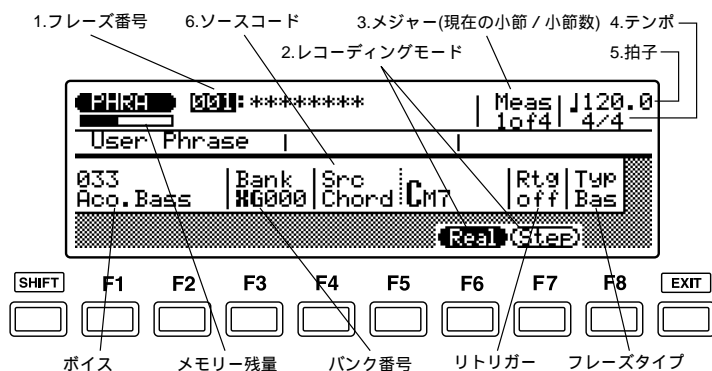 1.フレーズ番号 6.ソースコード 3.メジャー(現在の小節 / 小節数) 4.テンポ
2.レコーディングモード 5.拍子
PHRA 001:******** Meas ♩120.0
1of4 4/4
User Phrase
033 Bank Src Rtg Typ
Aco.Bass XG000 Chord CM7 off Bas
Real Step
SHIFT F1 F2 F3 F4 F5 F6 F7 F8 EXIT
ボイス メモリー残量 バンク番号 リトリガー フレーズタイプ